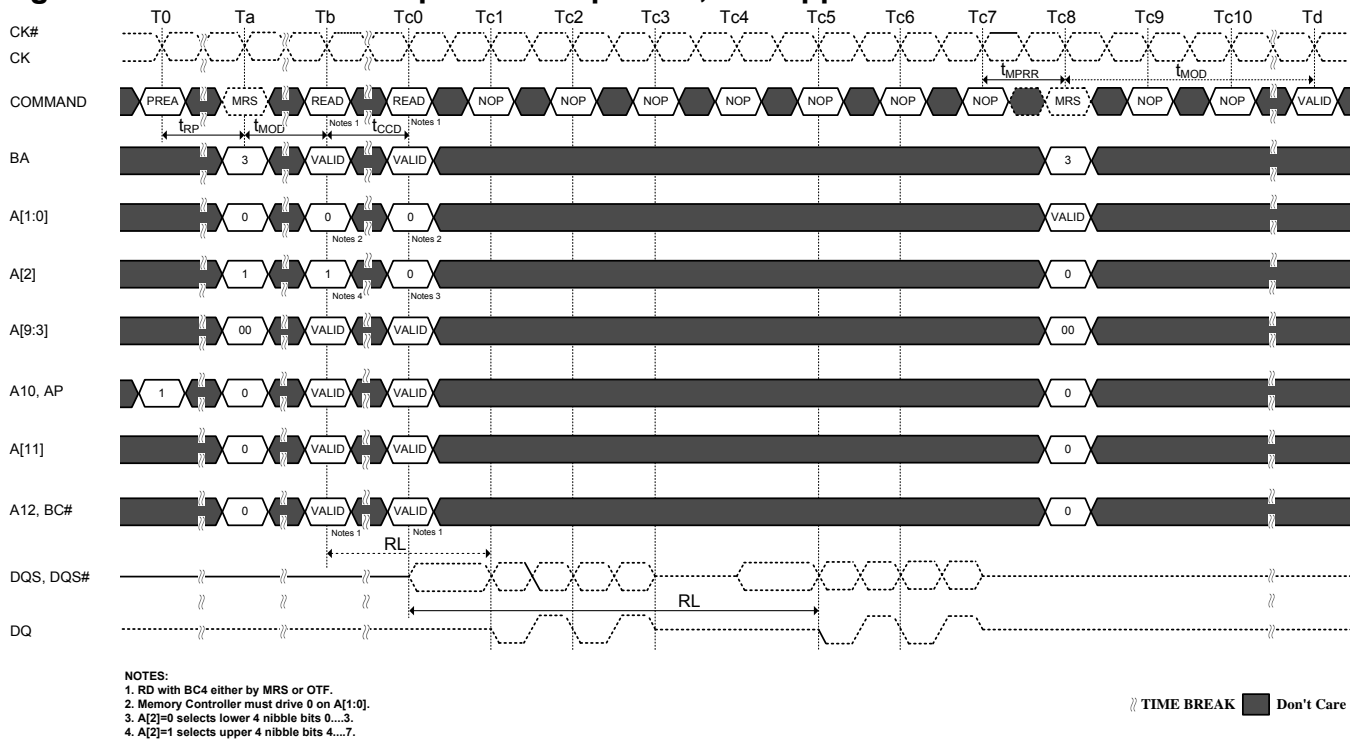 T0 Ta Tb Tc0 Tc1 Tc2 Tc3 Tc4 Tc5 Tc6 Tc7 Tc8 Tc9 Tc10 Td
CK#
CK
tMPRR tMOD
COMMAND PREA MRS READ READ NOP NOP NOP NOP NOP NOP NOP MRS NOP NOP VALID
Notes 1 Notes 1
tRP tMOD tCCD
BA 3 VALID VALID 3
A[1:0] 0 0 0 VALID
Notes 2 Notes 2
A[2] 1 1 0 0
Notes 4 Notes 3
A[9:3] 00 VALID VALID 00
A10, AP 1 0 VALID VALID 0
A[11] 0 VALID VALID 0
A12, BC# 0 VALID VALID 0
Notes 1 Notes 1
RL
DQS, DQS#
RL
DQ
NOTES:
1. RD with BC4 either by MRS or OTF.
2. Memory Controller must drive 0 on A[1:0].
3. A[2]=0 selects lower 4 nibble bits 0....3.
4. A[2]=1 selects upper 4 nibble bits 4....7.
TIME BREAK Don't Care